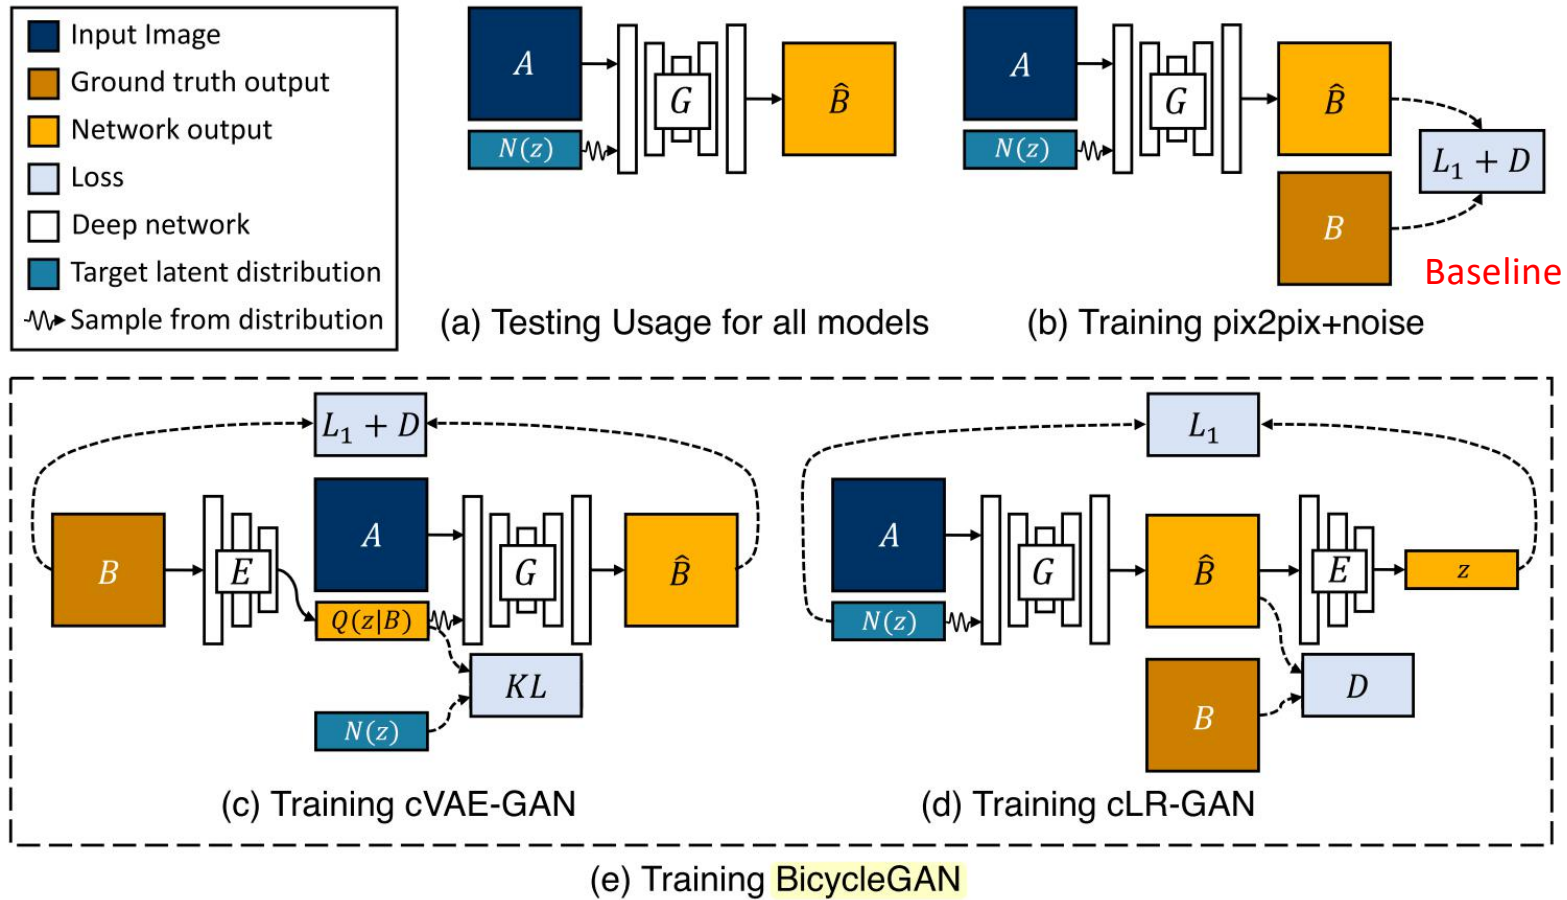 Input Image
Ground truth output
Network output
Loss
Deep network
Target latent distribution
Sample from distribution
A
N(z)
G
B̂
(a) Testing Usage for all models
A
N(z)
G
B̂
B
L₁ + D
Baseline
(b) Training pix2pix+noise
L₁ + D
B
E
A
Q(z|B)
G
B̂
KL
N(z)
(c) Training cVAE-GAN
L₁
A
N(z)
G
B̂
E
z
B
D
(d) Training cLR-GAN
(e) Training BicycleGAN